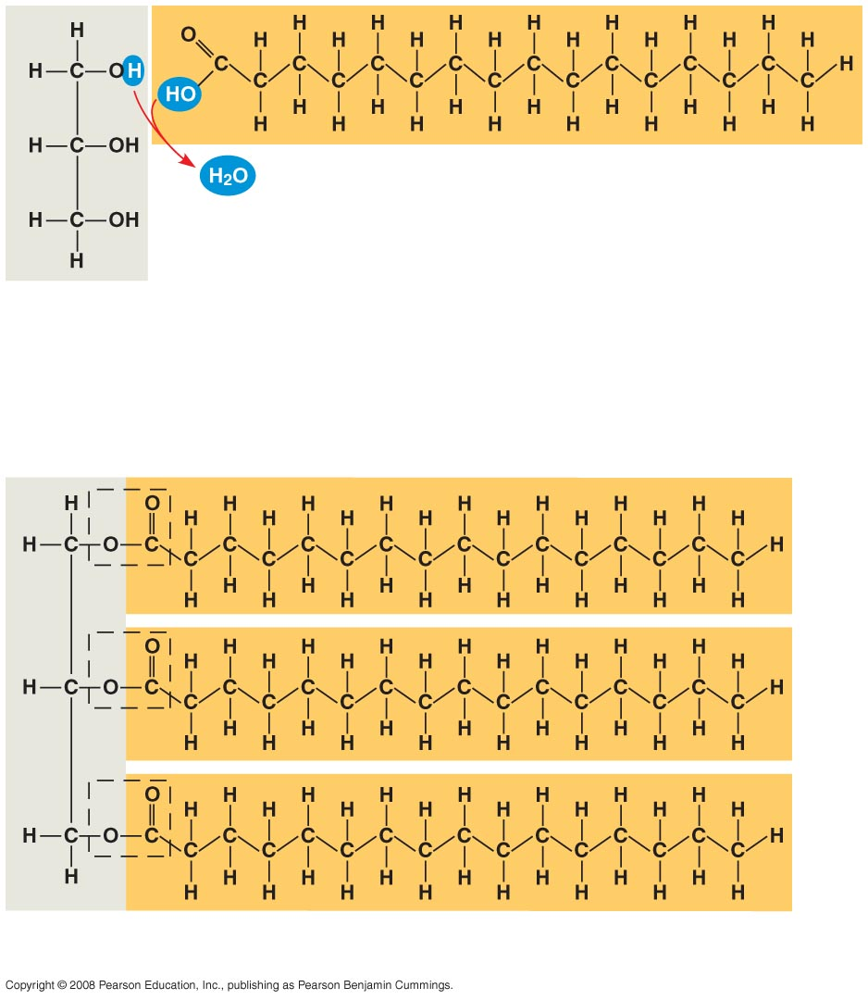 H H H H H H H H
O H H H H H H H H
C C C C C C C C H
H C OH
C C C C C C C C
HO
H H H H H H H
H H H H H H H H
H C OH
H₂O
H C OH
H
H O H H H H H H H
H H H H H H H H
H C O C C C C C C C C H
C C C C C C C C
H H H H H H H
H H H H H H H H
O H H H H H H H
H H H H H H H H
H C O C C C C C C C C H
C C C C C C C C
H H H H H H H
H H H H H H H H
O H H H H H H H
H H H H H H H H
H C O C C C C C C C C H
C C C C C C C C
H H H H H H H H
H H H H H H H H
Copyright © 2008 Pearson Education, Inc., publishing as Pearson Benjamin Cummings.